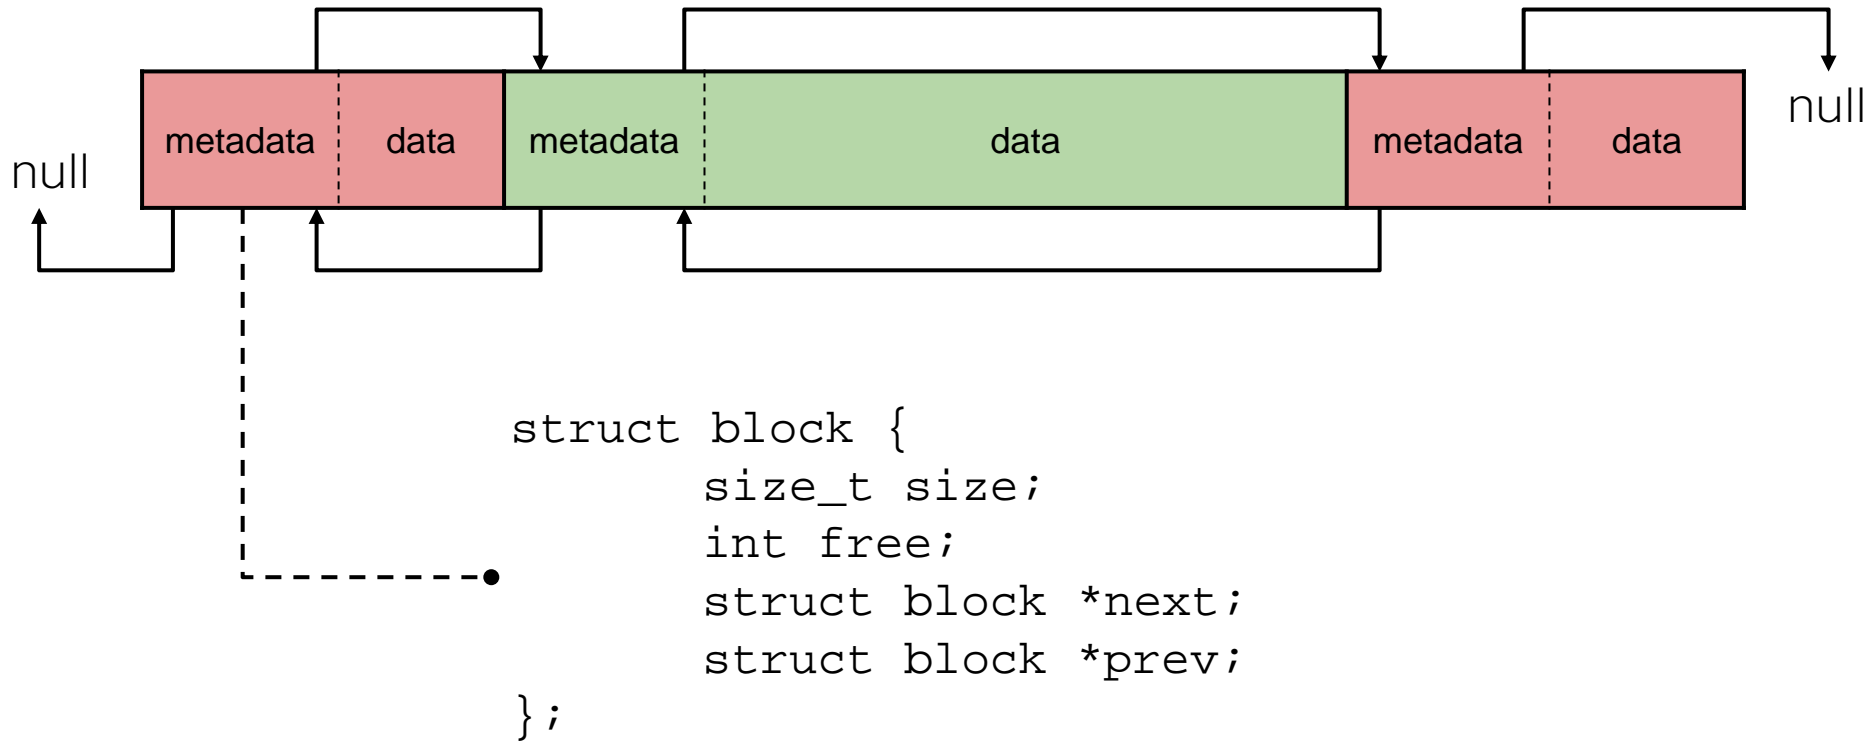 metadata data metadata data metadata data
null
null
struct block {
size_t size;
int free;
struct block *next;
struct block *prev;
};